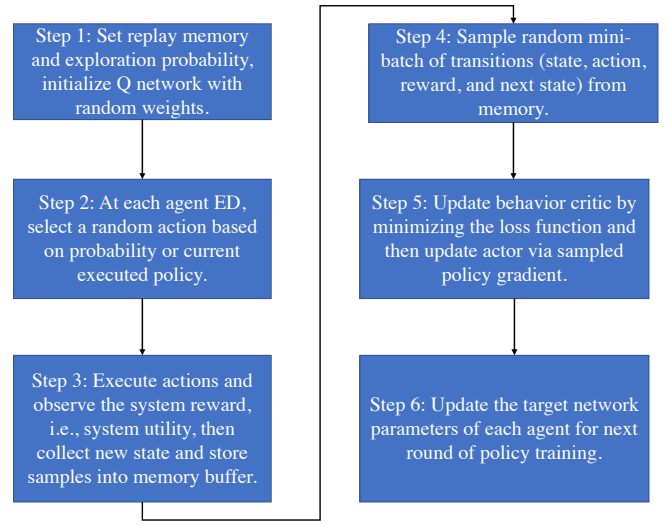 Step 1: Set replay memory
and exploration probability,
initialize Q network with
random weights.
Step 2: At each agent ED,
select a random action based
on probability or current
executed policy.
Step 3: Execute actions and
observe the system reward,
i.e., system utility, then
collect new state and store
samples into memory buffer.
Step 4: Sample random mini-
batch of transitions (state, action,
reward, and next state) from
memory.
Step 5: Update behavior critic by
minimizing the loss function and
then update actor via sampled
policy gradient.
Step 6: Update the target network
parameters of each agent for next
round of policy training.